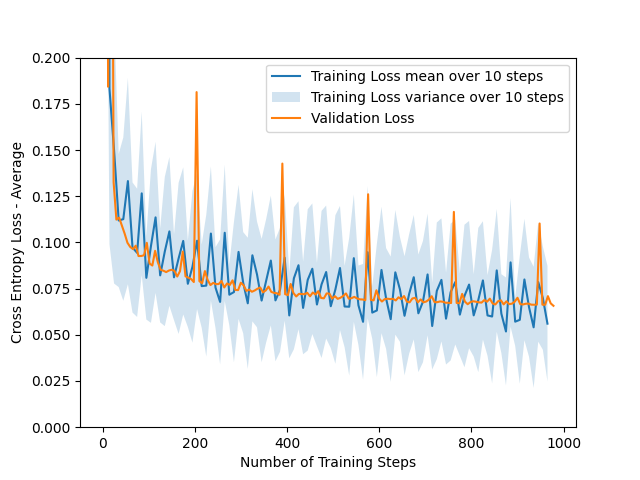 0.200
0.175
0.150
0.125
0.100
0.075
0.050
0.025
0.000
Cross Entropy Loss - Average
Training Loss mean over 10 steps
Training Loss variance over 10 steps
Validation Loss
0 200 400 600 800 1000
Number of Training Steps